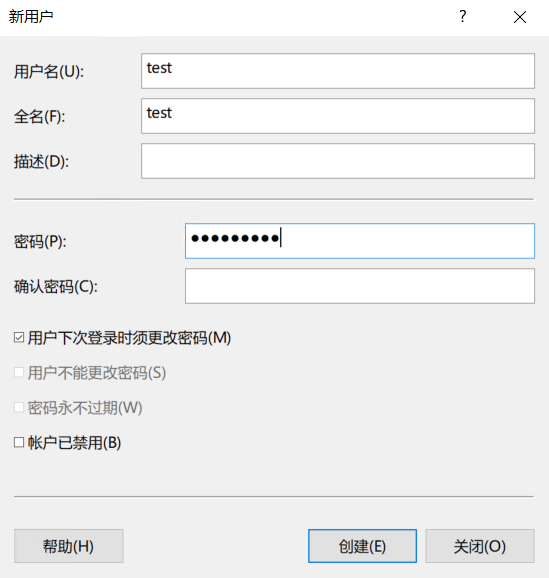 新用户
用户名(U): test
全名(F): test
描述(D):
密码(P): ●●●●●●●●●
确认密码(C):
用户下次登录时须更改密码(M)
用户不能更改密码(S)
密码永不过期(W)
帐户已禁用(B)
帮助(H) 创建(E) 关闭(O)